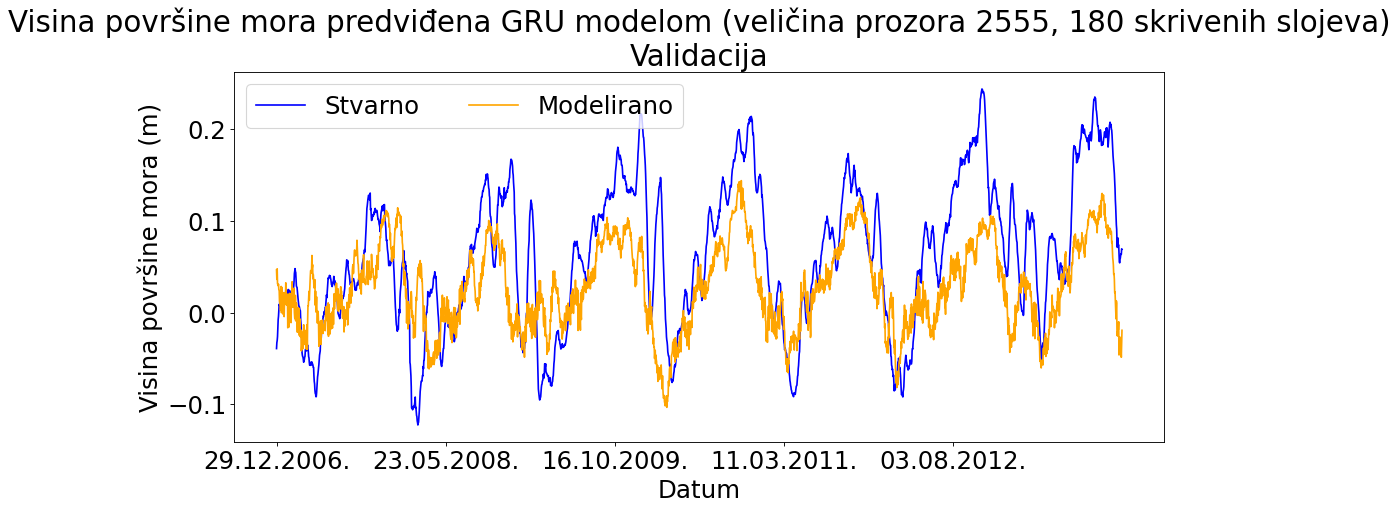 Visina površine mora predviđena GRU modelom (veličina prozora 2555, 180 skrivenih slojeva)
Validacija
Stvarno
Modelirano
Visina površine mora (m)
0.2
0.1
0.0
−0.1
29.12.2006.
23.05.2008.
16.10.2009.
11.03.2011.
03.08.2012.
Datum